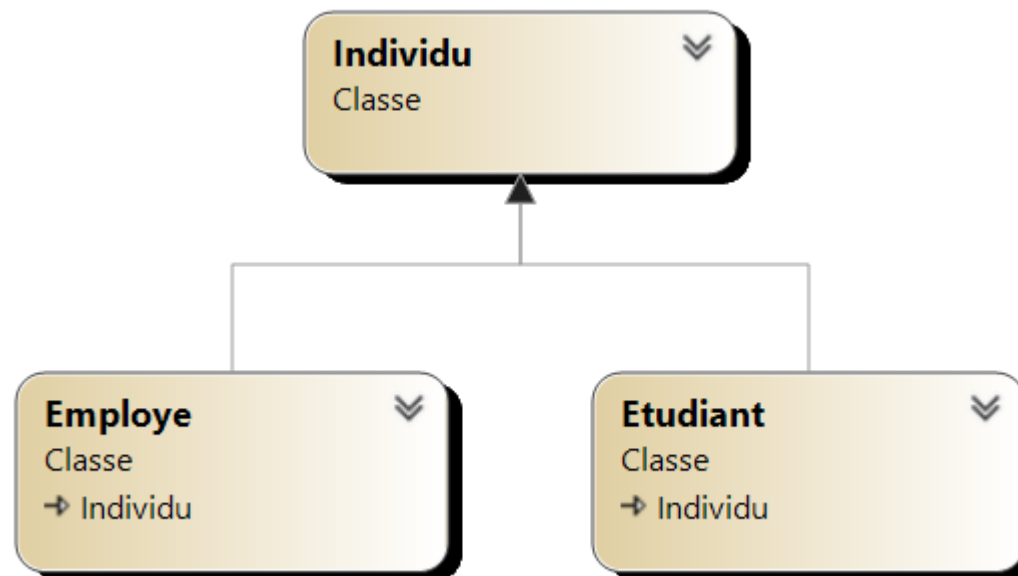 Individu
Classe
Employe
Classe
Individu
Etudiant
Classe
Individu